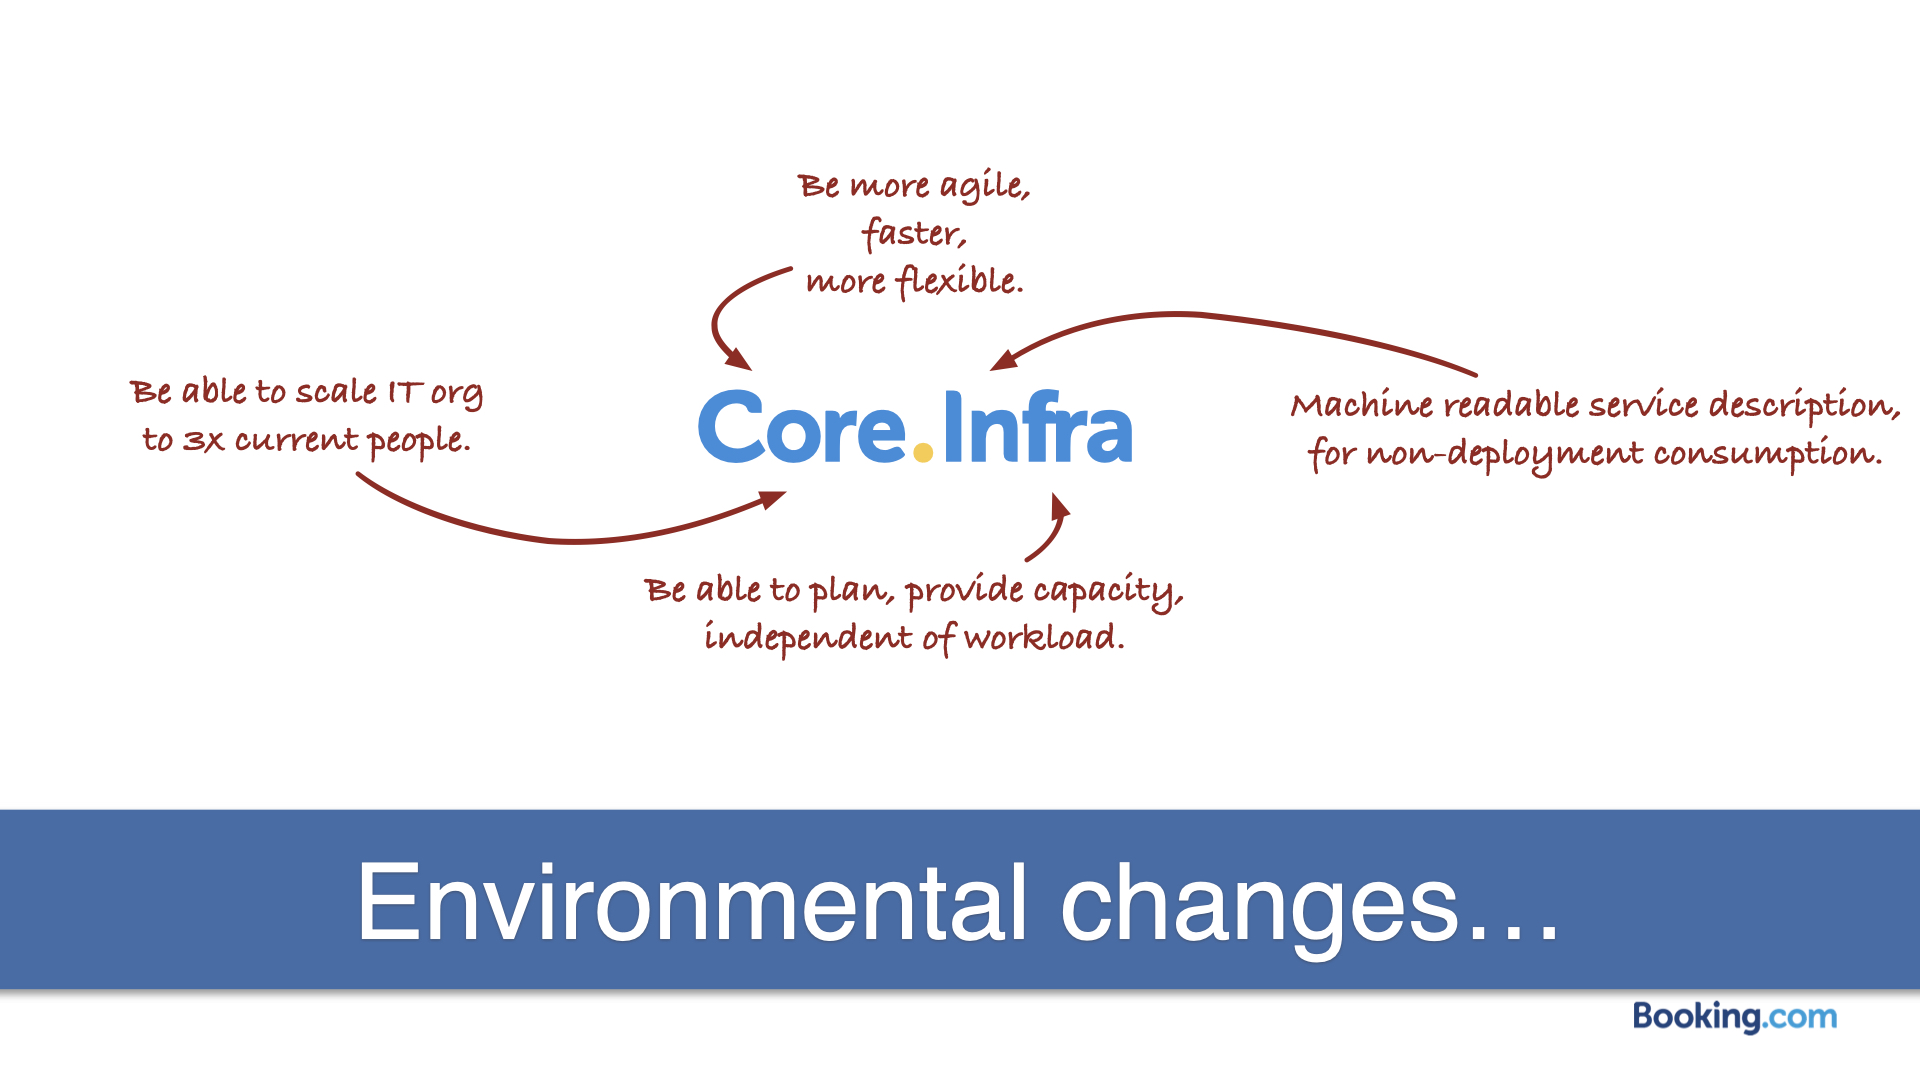 Be more agile,
faster,
more flexible.
Be able to scale IT org
to 3x current people.
Core.Infra
Machine readable service description,
for non-deployment consumption.
Be able to plan, provide capacity,
independent of workload.
Environmental changes…
Booking.com